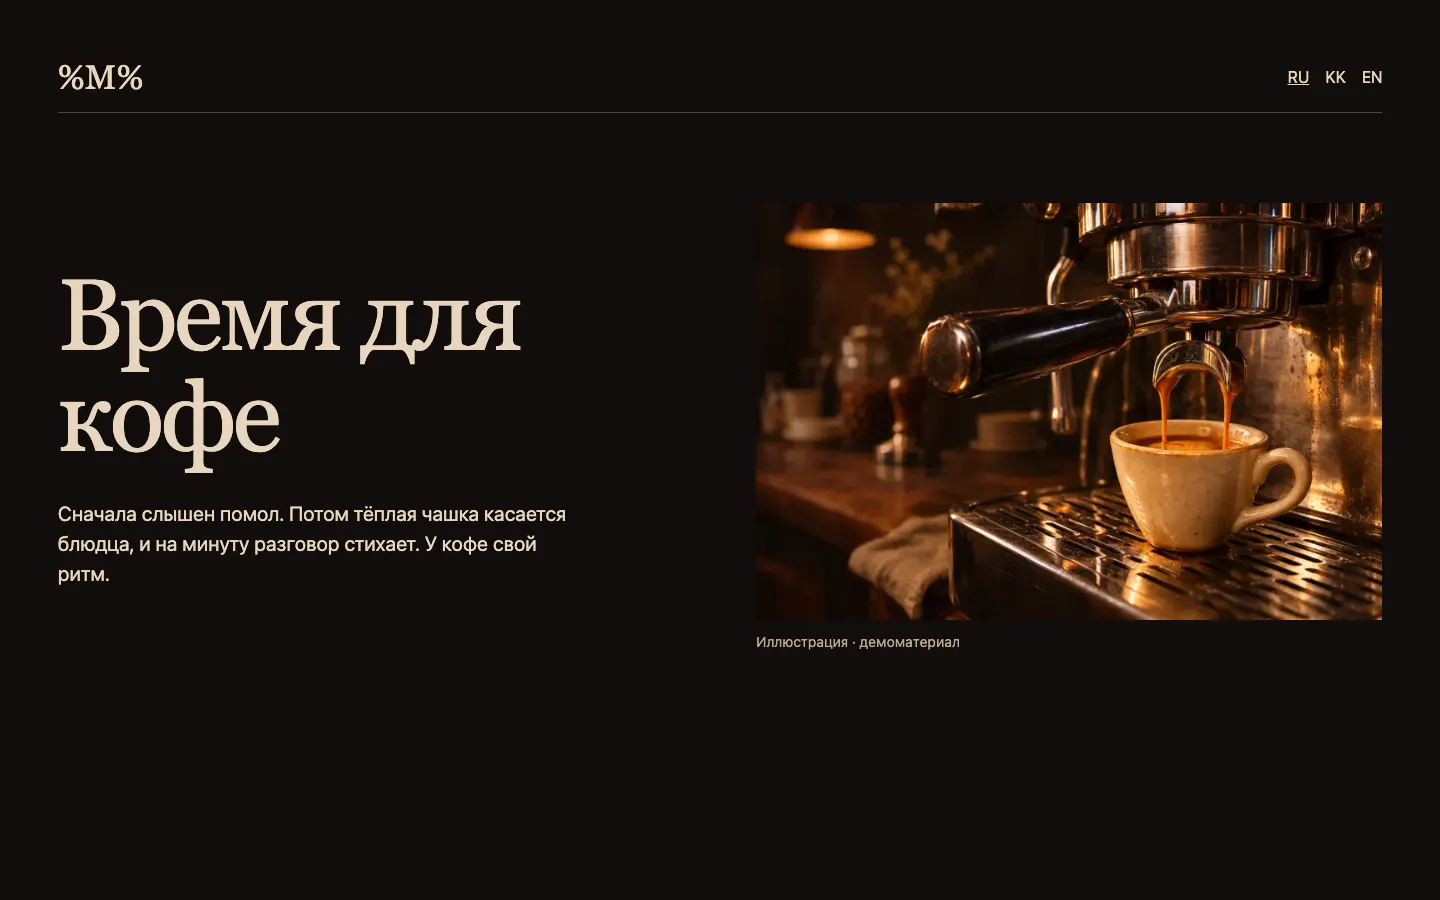 %M%
RU KK EN
Время для
кофе
Сначала слышен помол. Потом тёплая чашка касается
блюдца, и на минуту разговор стихает. У кофе свой
ритм.
Иллюстрация · демоматериал